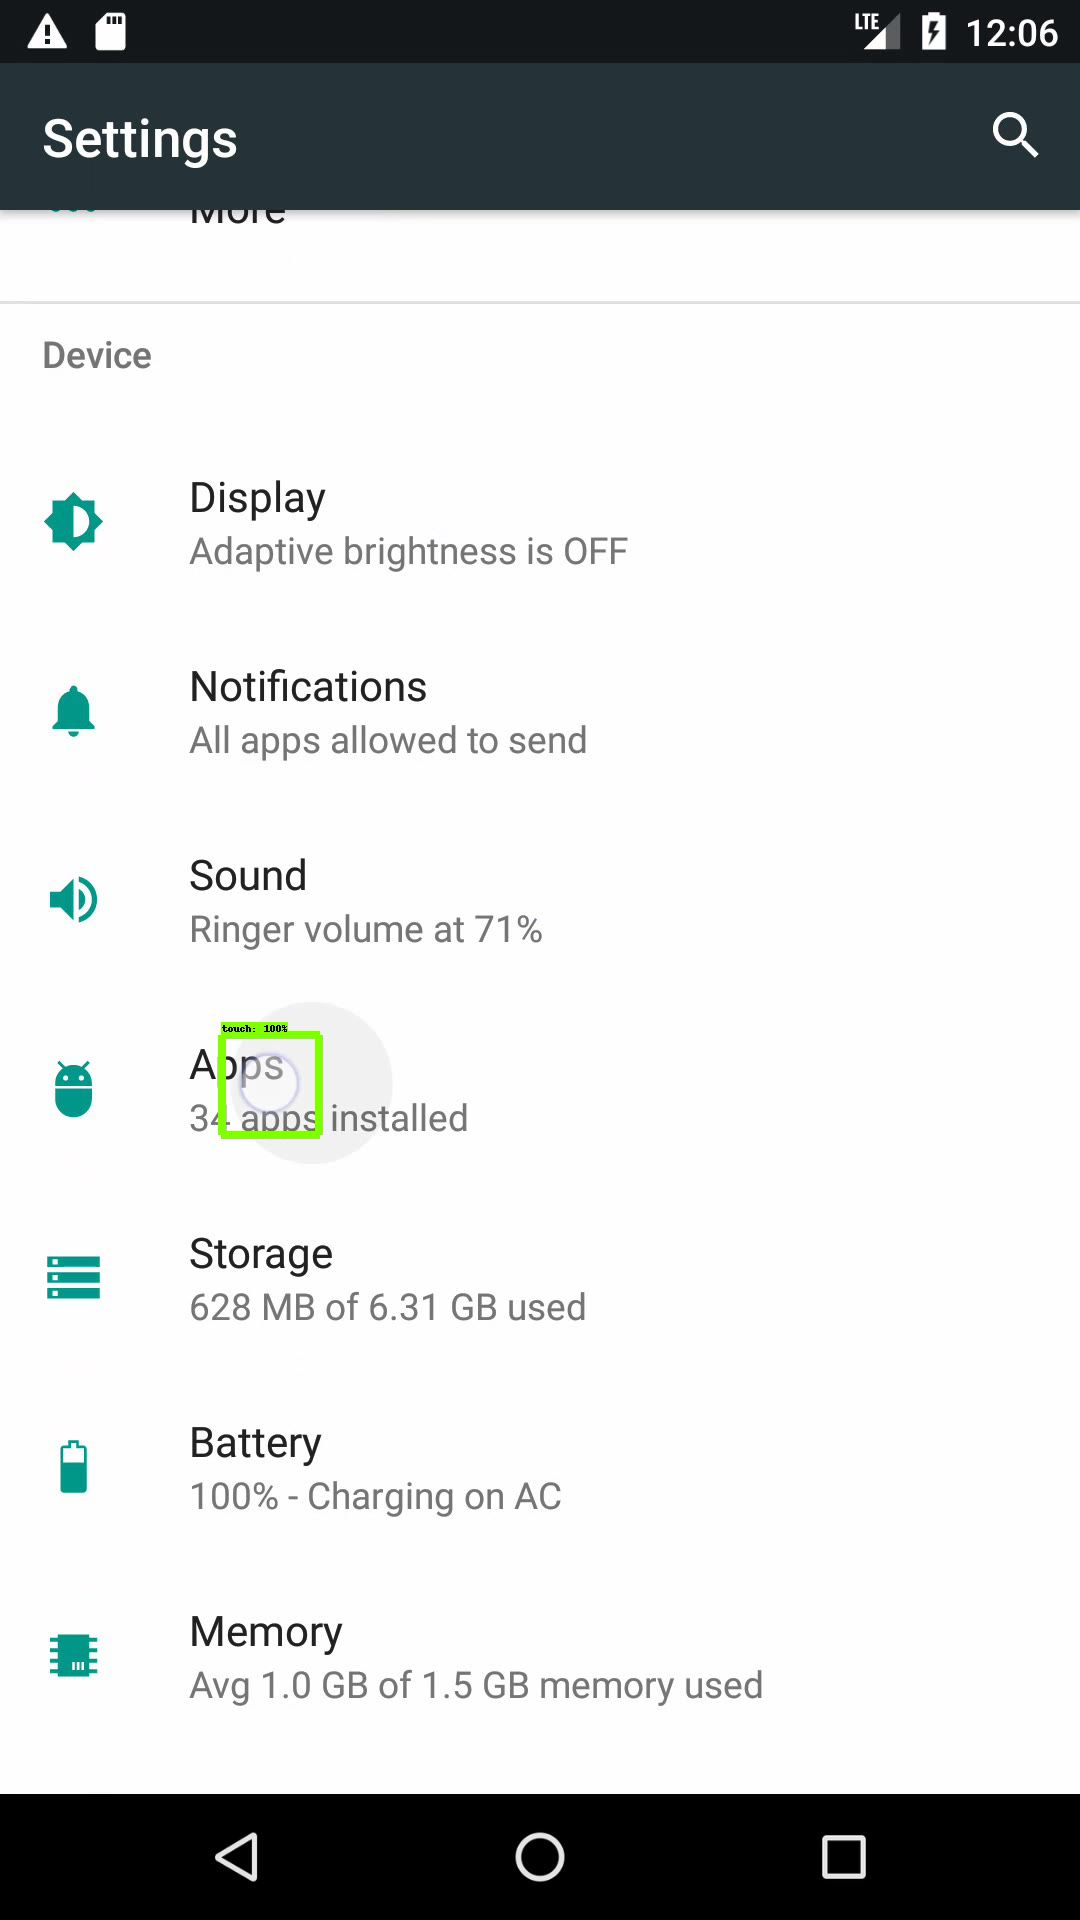 LTE 12:06
Settings
More
Device
Display
Adaptive brightness is OFF
Notifications
All apps allowed to send
Sound
Ringer volume at 71%
touch: 100%
Apps
34 apps installed
Storage
628 MB of 6.31 GB used
Battery
100% - Charging on AC
Memory
Avg 1.0 GB of 1.5 GB memory used